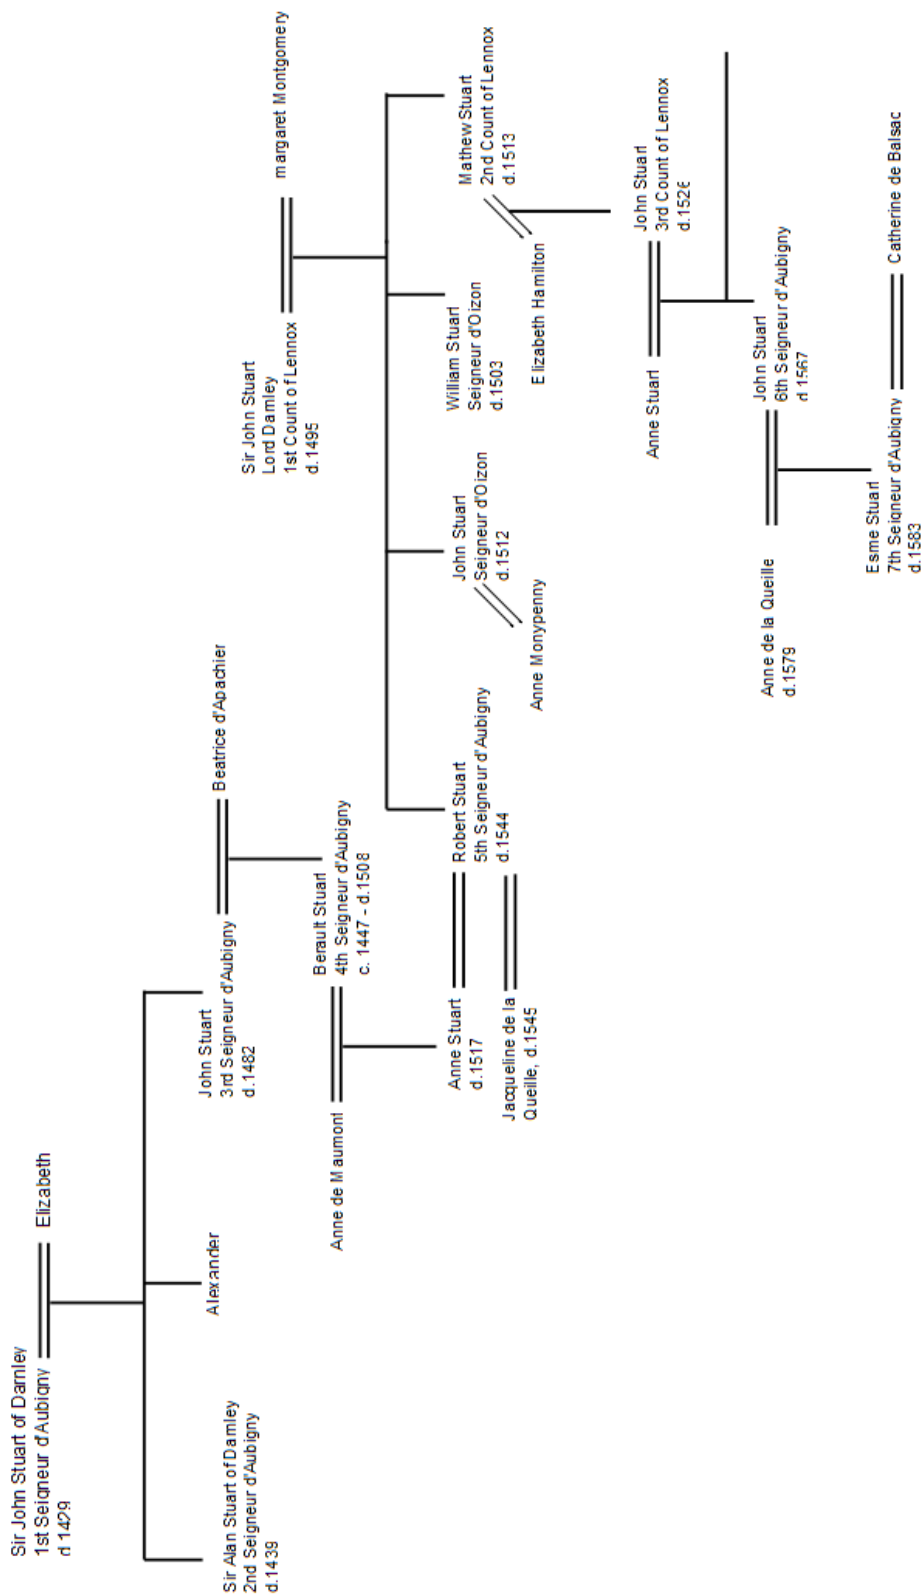 Sir John Stuart of Darnley
1st Seigneur d'Aubigny
d 1429
Elizabeth
Sir Alan Stuart of Damley
2nd Seigneur d'Aubigny
d.1439
Alexander
John Stuart
3rd Seigneur d'Aubigny
d.1482
Beatrice d'Apachier
Anne de Maumont
Berault Stuart
4th Seigneur d'Aubigny
c. 1447 - d.1508
Sir John Stuart
Lord Damley
1st Count of Lennox
d.1495
margaret Montgomery
Anne Stuart
d.1517
Jacqueline de la
Queille, d.1545
Robert Stuart
5th Seigneur d'Aubigny
d.1544
John Stuart
Seigneur d'Oizon
d.1512
Anne Monypenny
William Stuart
Seigneur d'Oizon
d.1503
Mathew Stuart
2nd Count of Lennox
d.1513
Elizabeth Hamilton
Anne Stuart
John Stuart
3rd Count of Lennox
d.1526
Anne de la Queille
d.1579
John Stuart
6th Seigneur d'Aubigny
d 1567
Esme Stuart
7th Seigneur d'Aubigny
d.1583
Catherine de Balsac